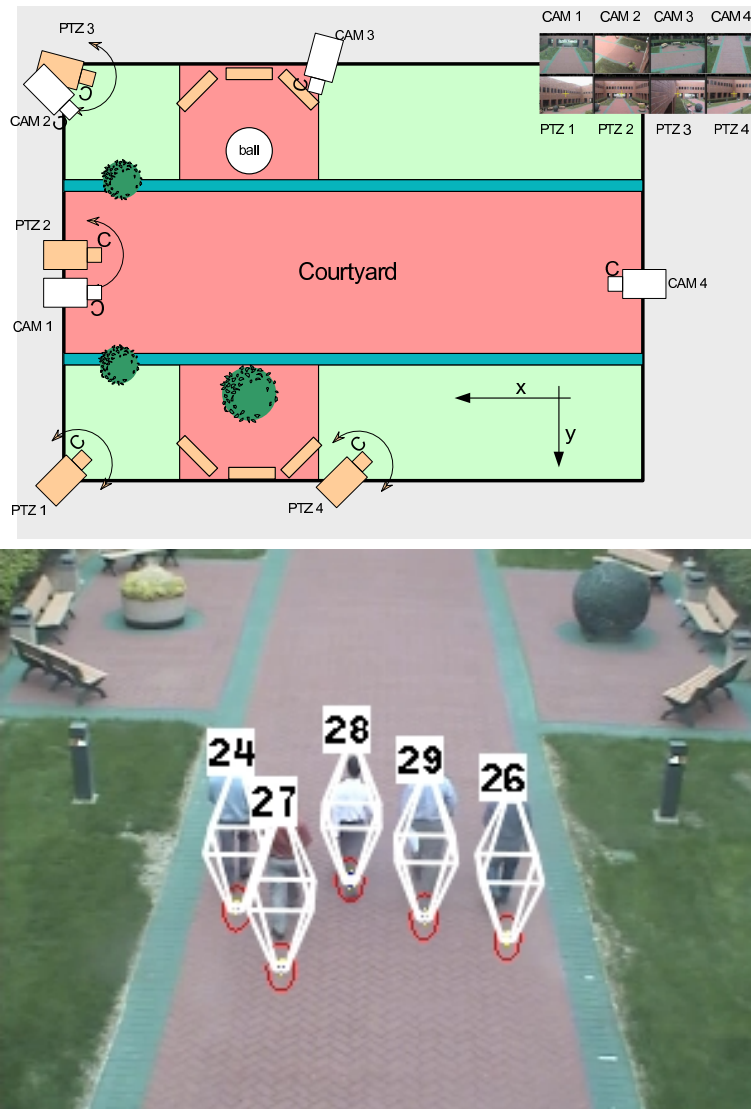 CAM 1 CAM 2 CAM 3 CAM 4
PTZ 3
CAM 3
CAM 2
C
C
C
PTZ 1 PTZ 2 PTZ 3 PTZ 4
ball
PTZ 2
C
Courtyard
C
CAM 4
CAM 1
C
x
y
C
C
PTZ 1
PTZ 4
28
24
29
26
27